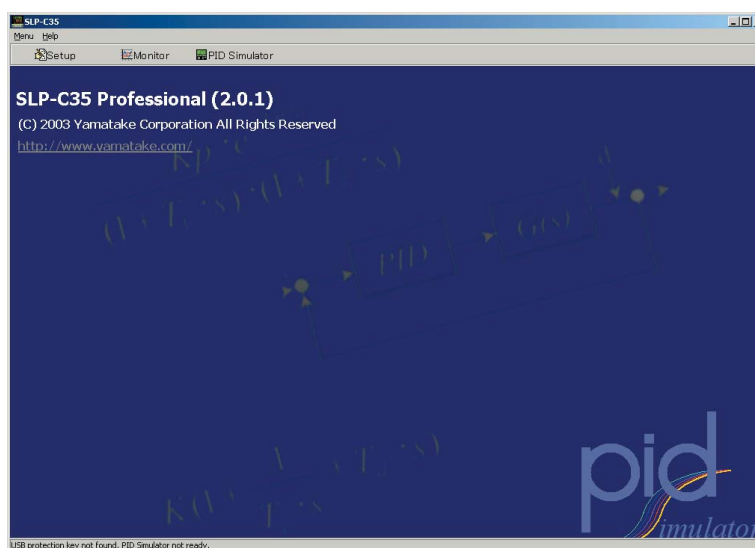 SLP-C35
Menu Help
Setup Monitor PID Simulator
SLP-C35 Professional (2.0.1)
(C) 2003 Yamatake Corporation All Rights Reserved
http://www.yamatake.com/
PID
G(s)
pid
imulator
USB protection key not found. PID Simulator not ready.